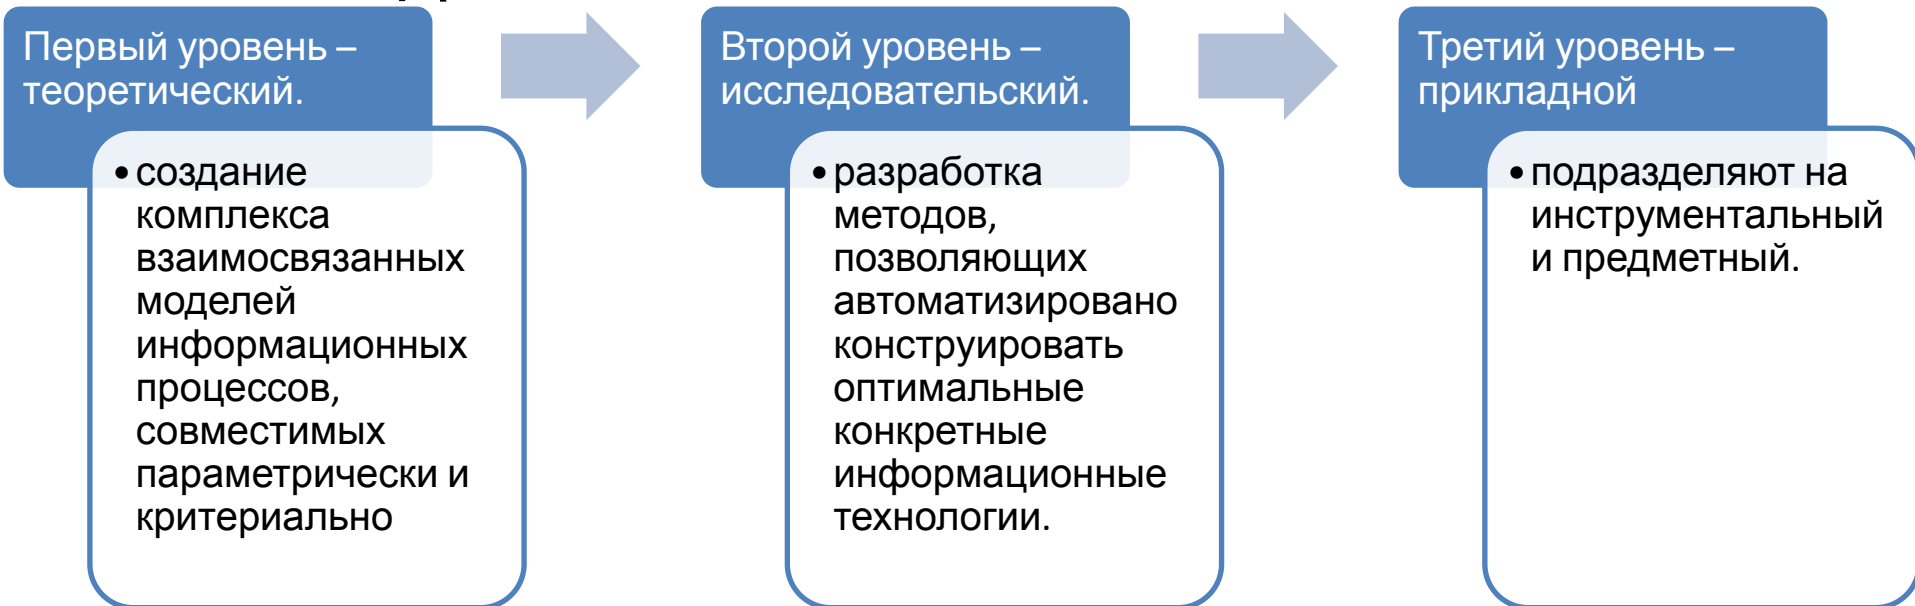 Первый уровень –
теоретический.
• создание
комплекса
взаимосвязанных
моделей
информационных
процессов,
совместимых
параметрически и
критериально
Второй уровень –
исследовательский.
• разработка
методов,
позволяющих
автоматизировано
конструировать
оптимальные
конкретные
информационные
технологии.
Третий уровень –
прикладной
• подразделяют на
инструментальный
и предметный.